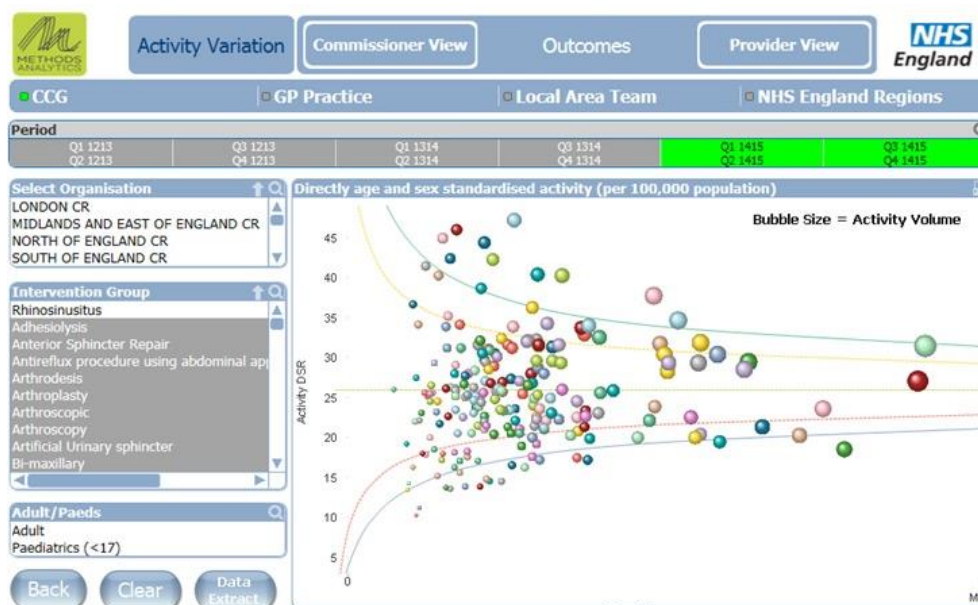 METHODS
ANALYTICS
Activity Variation
Commissioner View
Outcomes
Provider View
NHS
England
CCG
GP Practice
Local Area Team
NHS England Regions
Period
Q1 1213
Q3 1213
Q1 1314
Q3 1314
Q1 1415
Q3 1415
Q2 1213
Q4 1213
Q2 1314
Q4 1314
Q2 1415
Q4 1415
Select Organisation
LONDON CR
MIDLANDS AND EAST OF ENGLAND CR
NORTH OF ENGLAND CR
SOUTH OF ENGLAND CR
Intervention Group
Rhinosinusitus
Adhesiolysis
Anterior Sphincter Repair
Antireflux procedure using abdominal app
Arthrodesis
Arthroplasty
Arthroscopic
Arthroscopy
Artificial Urinary sphincter
Bi-maxillary
Adult/Paeds
Adult
Paediatrics (<17)
Back
Clear
Data
Extract
Directly age and sex standardised activity (per 100,000 population)
Bubble Size = Activity Volume
Activity DSR
45
40
35
30
25
20
15
10
5
0